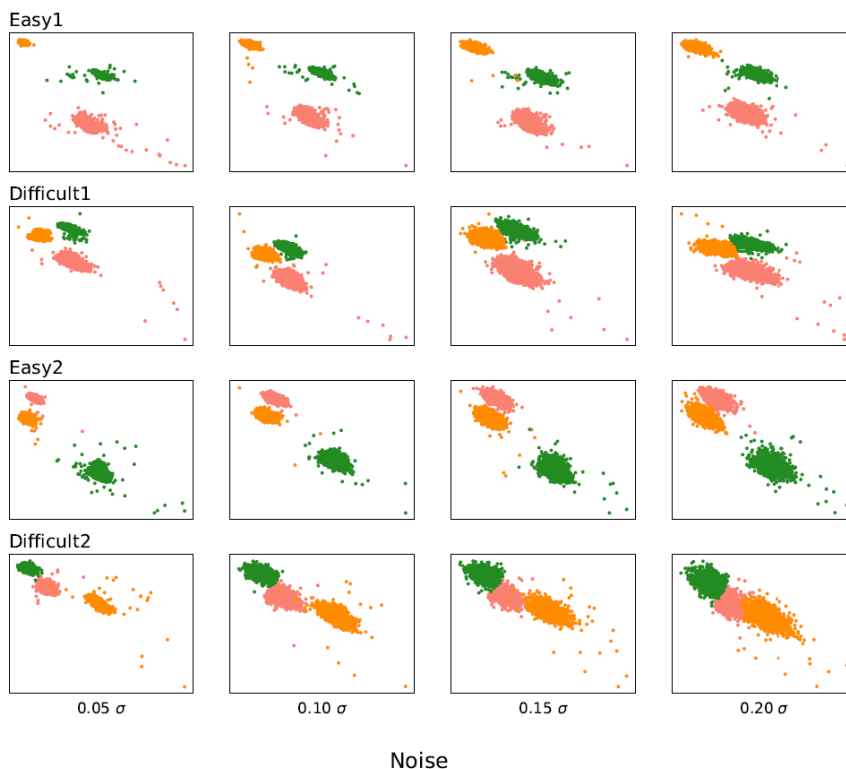 Easy1
Difficult1
Easy2
Difficult2
0.05 σ
0.10 σ
0.15 σ
0.20 σ
Noise